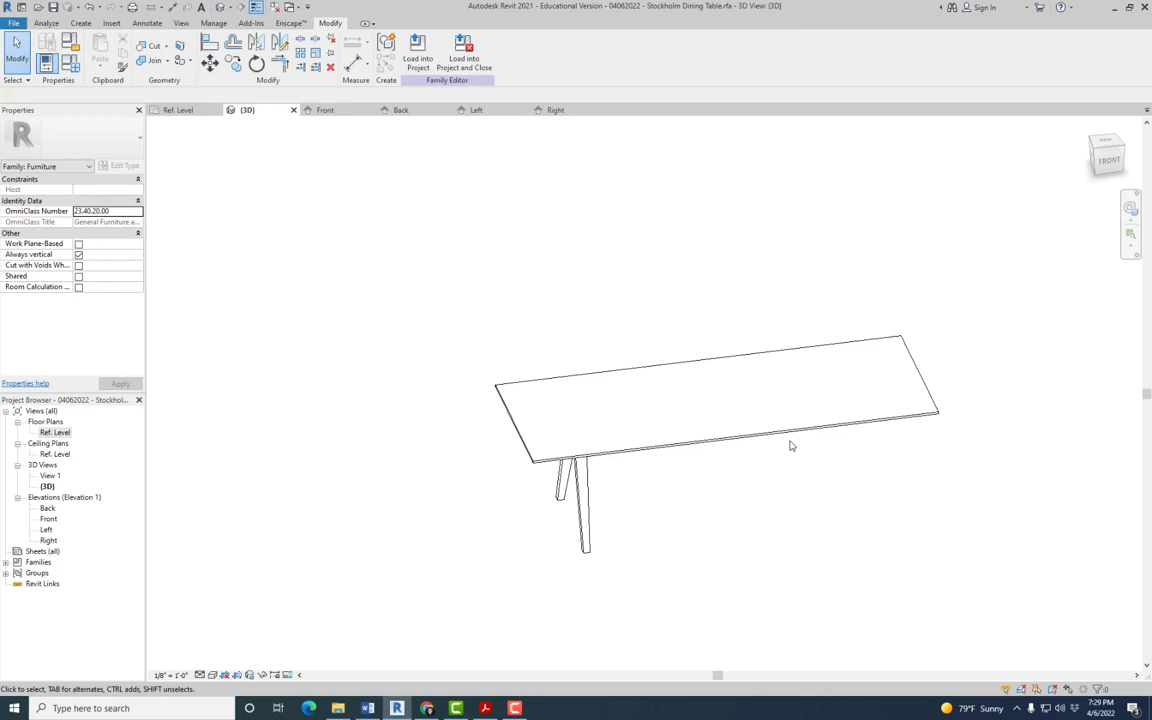 Autodesk Revit 2021 - Educational Version - 04062022 - Stockholm Dining Table.rfa - 3D View: {3D}
Sign In
File Analyze Create Insert Annotate View Manage Add-Ins Enscape™ Modify
Modify
Cut
Join
Paste
Load into
Project
Load into
Project and Close
Select Properties Clipboard Geometry Modify Measure Create Family Editor
Properties
Ref. Level {3D} Front Back Left Right
R
TOP
FRONT
Family: Furniture Edit Type
Constraints
Host
Identity Data
OmniClass Number 23.40.20.00
OmniClass Title General Furniture a...
Other
Work Plane-Based
Always vertical
Cut with Voids Wh...
Shared
Room Calculation ...
Properties help Apply
Project Browser - 04062022 - Stockhol...
Views (all)
Floor Plans
Ref. Level
Ceiling Plans
Ref. Level
3D Views
View 1
{3D}
Elevations (Elevation 1)
Back
Front
Left
Right
Sheets (all)
Families
Groups
Revit Links
1/8" = 1'-0"
Click to select, TAB for alternates, CTRL adds, SHIFT unselects.
:0
Type here to search
79°F Sunny
7:29 PM
4/6/2022